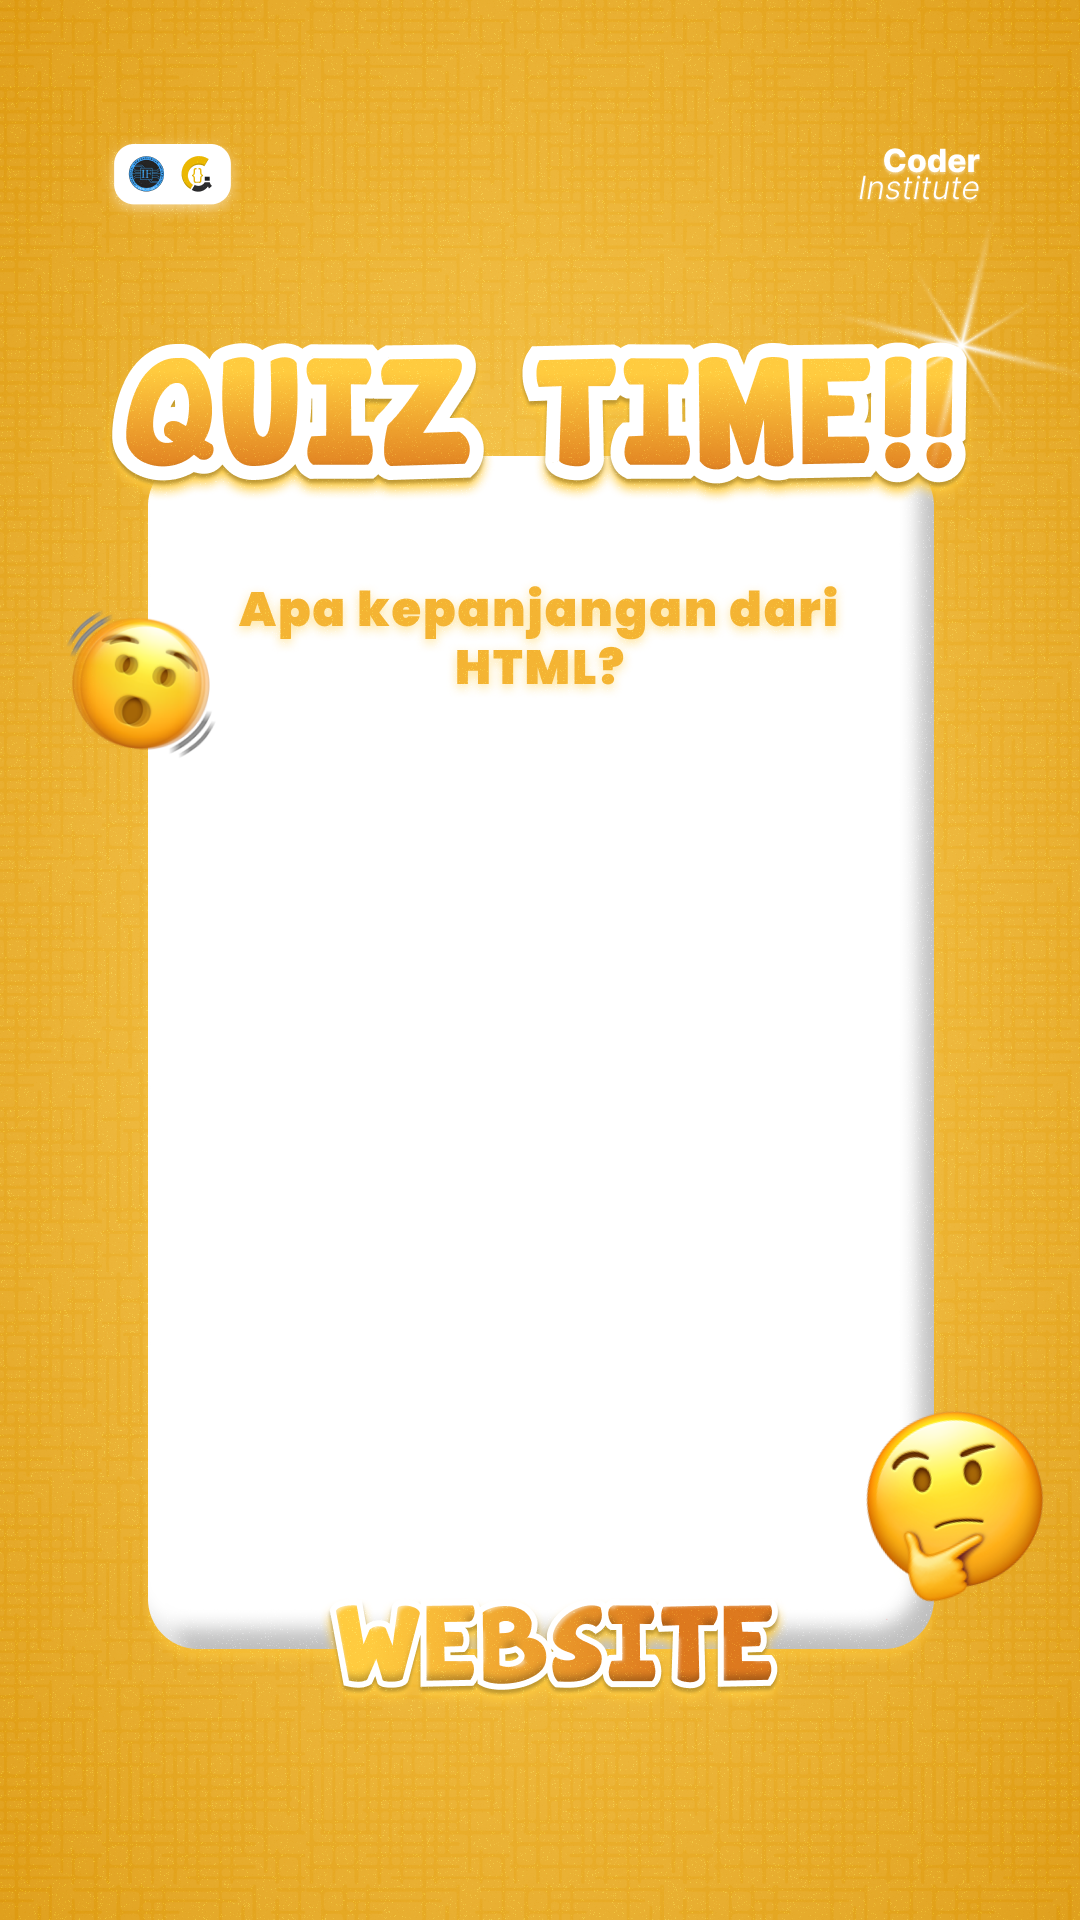 Coder
Institute
QUIZ TIME!!
Apa kepanjangan dari
HTML?
WEBSITE